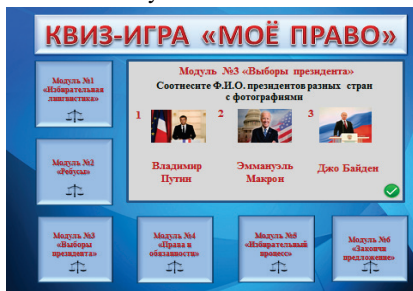 КВИЗ-ИГРА «МОЁ ПРАВО»
Модуль №1
«Избирательная
лингвистика»
Модуль №3 «Выборы президента»
Соотнесите Ф.И.О. президентов разных стран
с фотографиями
1 2 3
Владимир
Путин
Эммануэль
Макрон
Джо Байден
Модуль №2
«Ребусы»
Модуль №3
«Выборы
президента»
Модуль №4
«Права и
обязанности»
Модуль №5
«Избирательный
процесс»
Модуль №6
«Закончи
предложение»